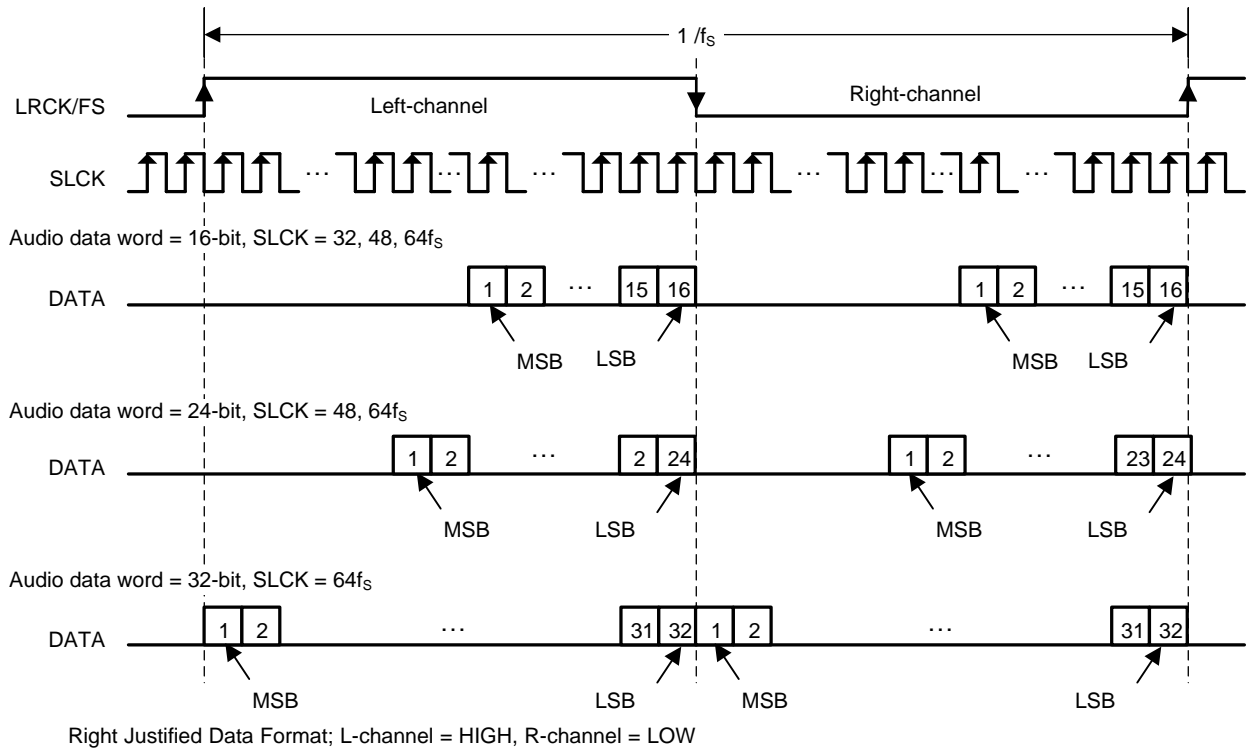 1 /fS
LRCK/FS
Left-channel
Right-channel
SLCK ... ... ... ... ... ...
Audio data word = 16-bit, SLCK = 32, 48, 64fS
DATA 1 2 ... 15 16 1 2 ... 15 16
MSB LSB MSB LSB
Audio data word = 24-bit, SLCK = 48, 64fS
DATA 1 2 ... 2 24 1 2 ... 23 24
MSB LSB MSB LSB
Audio data word = 32-bit, SLCK = 64fS
DATA 1 2 ... 31 32 1 2 ... 31 32
MSB LSB MSB LSB
Right Justified Data Format; L-channel = HIGH, R-channel = LOW